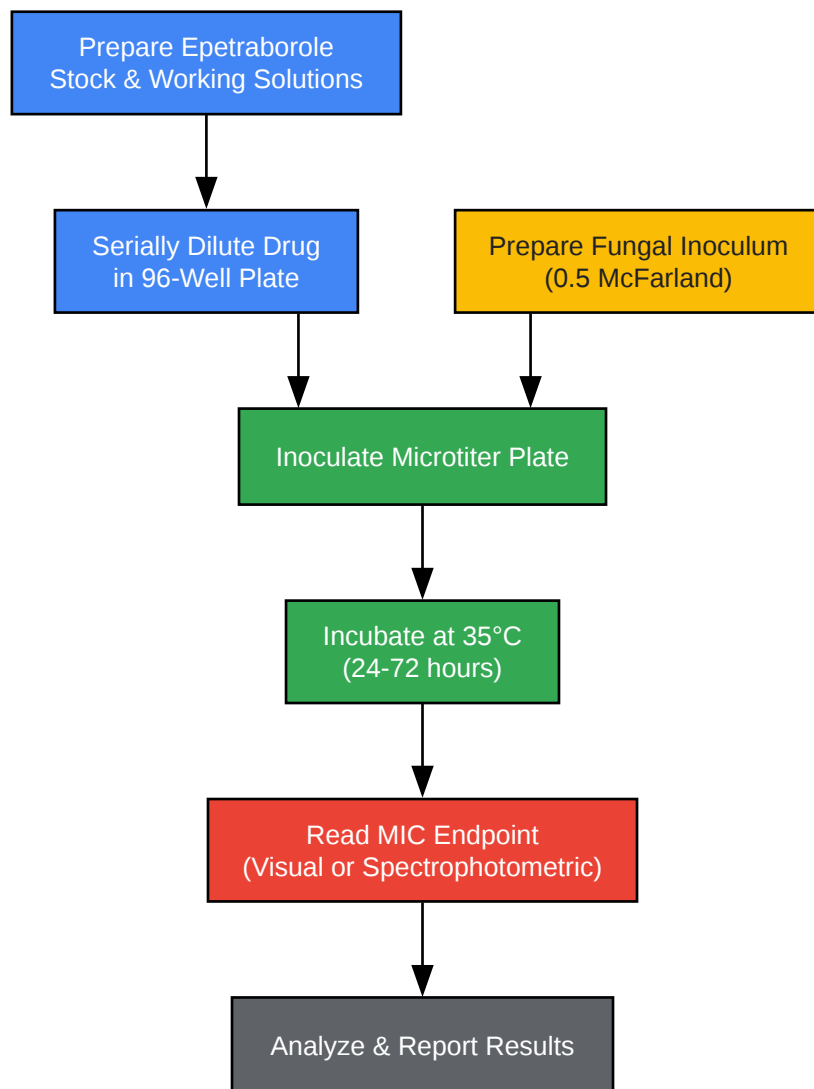 Prepare Epetraborole
Stock & Working Solutions
Serially Dilute Drug
in 96-Well Plate
Prepare Fungal Inoculum
(0.5 McFarland)
Inoculate Microtiter Plate
Incubate at 35°C
(24-72 hours)
Read MIC Endpoint
(Visual or Spectrophotometric)
Analyze & Report Results